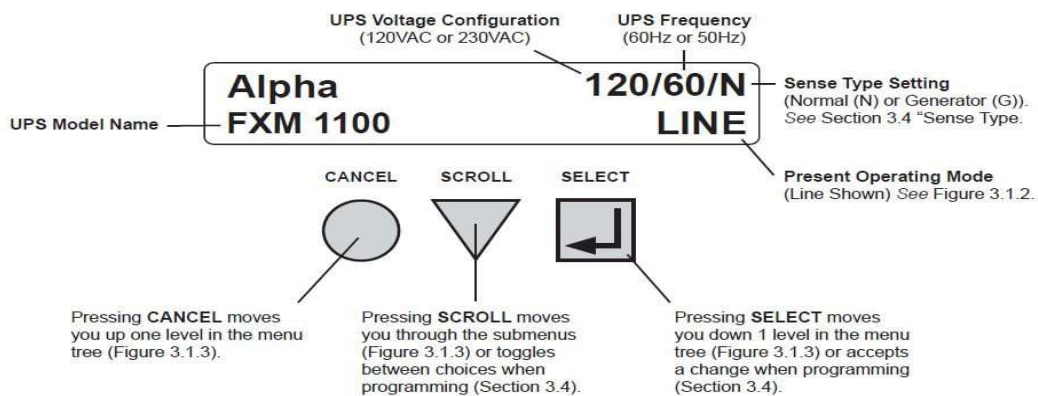 UPS Voltage Configuration
(120VAC or 230VAC)
UPS Frequency
(60Hz or 50Hz)
Alpha
120/60/N
Sense Type Setting
(Normal (N) or Generator (G)).
See Section 3.4 “Sense Type.
UPS Model Name
FXM 1100
LINE
Present Operating Mode
(Line Shown) See Figure 3.1.2.
CANCEL
SCROLL
SELECT
Pressing CANCEL moves
you up one level in the menu
tree (Figure 3.1.3).
Pressing SCROLL moves
you through the submenus
(Figure 3.1.3) or toggles
between choices when
programming (Section 3.4).
Pressing SELECT moves
you down 1 level in the menu
tree (Figure 3.1.3) or accepts
a change when programming
(Section 3.4).